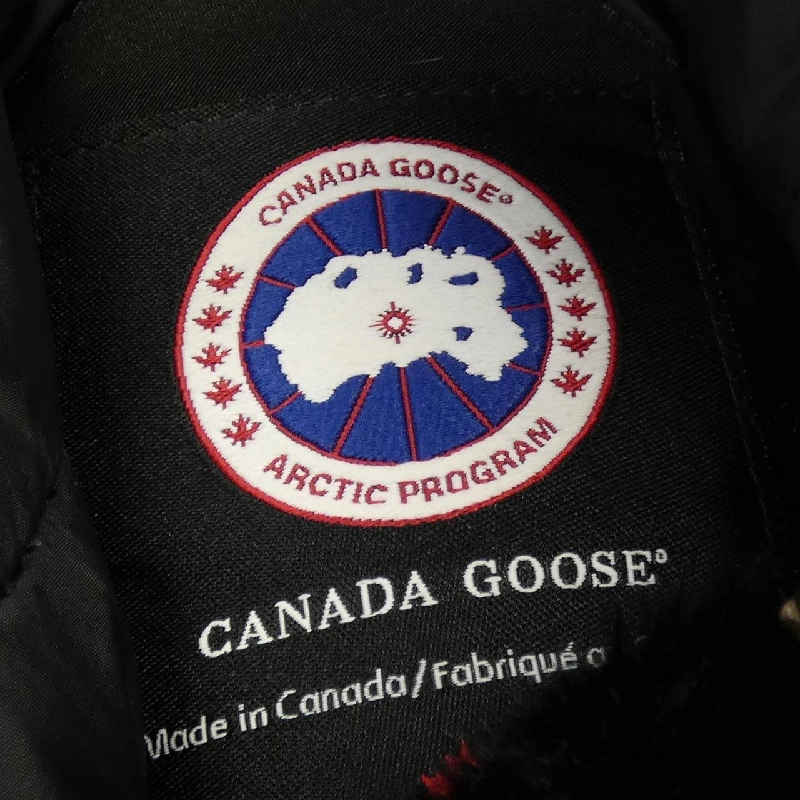 CANADA GOOSE®
ARCTIC PROGRAM
CANADA GOOSE®
Made in Canada/Fabriqué a